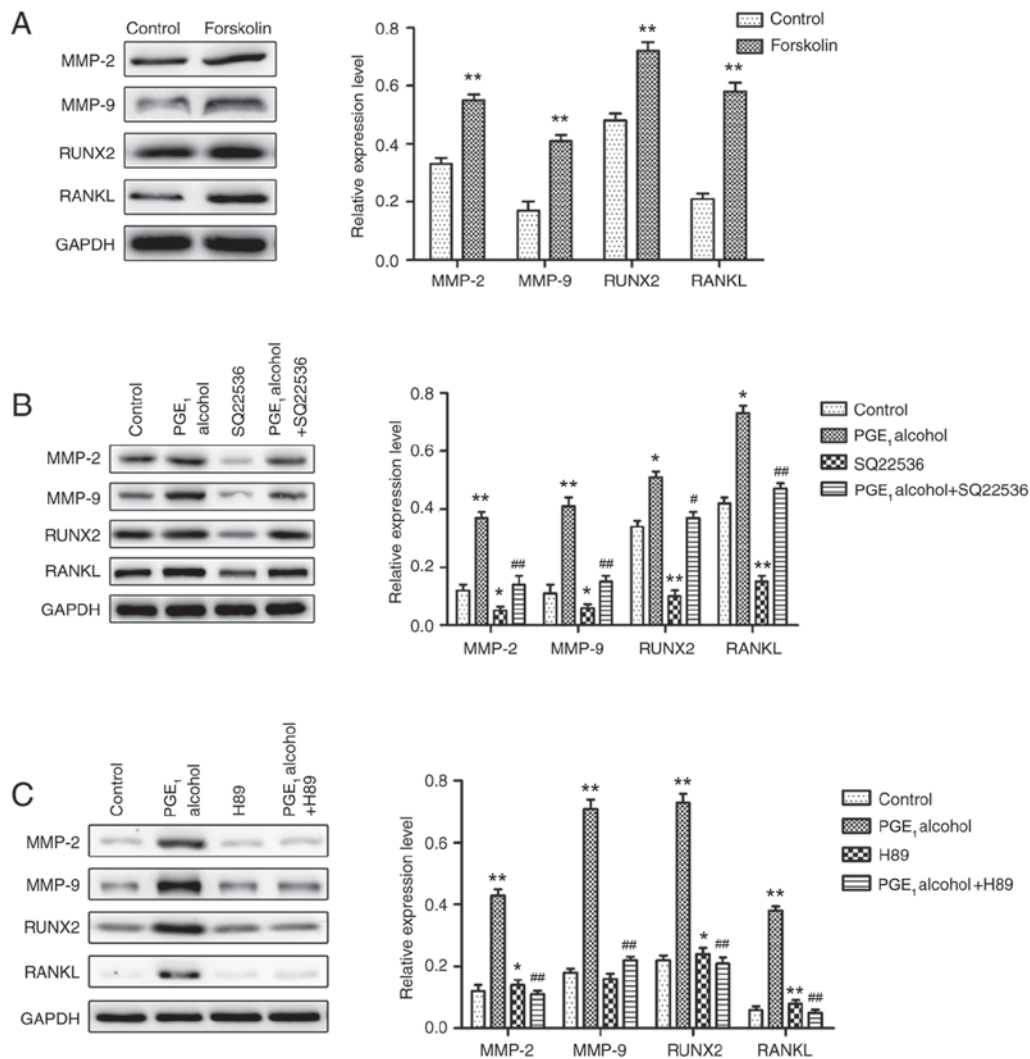 A
Control Forskolin
MMP-2
MMP-9
RUNX2
RANKL
GAPDH
Relative expression level
0.8
0.6
0.4
0.2
0.0
** ** ** **
MMP-2 MMP-9 RUNX2 RANKL
Control
Forskolin
B
Control
PGE₁ alcohol
SQ22536
PGE₁ alcohol
+SQ22536
MMP-2
MMP-9
RUNX2
RANKL
GAPDH
Relative expression level
0.8
0.6
0.4
0.2
0.0
** * ## ** * ## * ** # * ** ##
MMP-2 MMP-9 RUNX2 RANKL
Control
PGE₁ alcohol
SQ22536
PGE₁ alcohol+SQ22536
C
Control
PGE₁ alcohol
H89
PGE₁ alcohol
+H89
MMP-2
MMP-9
RUNX2
RANKL
GAPDH
Relative expression level
0.8
0.6
0.4
0.2
0.0
** * ## ** ## ** * ## ** ** ##
MMP-2 MMP-9 RUNX2 RANKL
Control
PGE₁ alcohol
H89
PGE₁ alcohol+H89